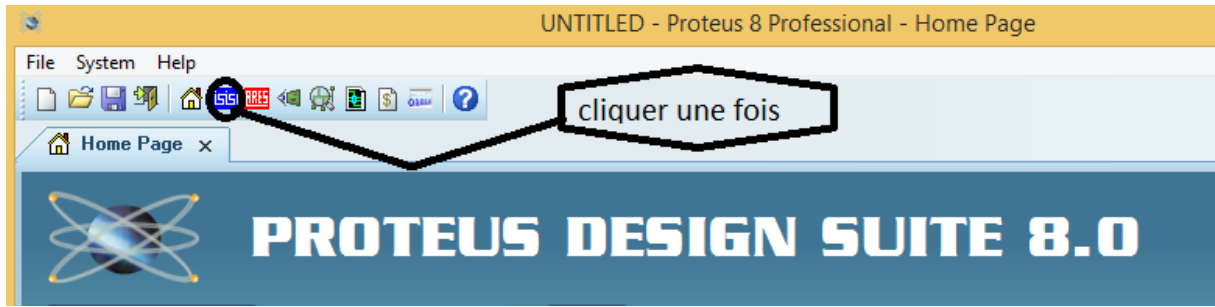 UNTITLED - Proteus 8 Professional - Home Page
File System Help
isis ARES
cliquer une fois
Home Page x
PROTEUS DESIGN SUITE 8.0